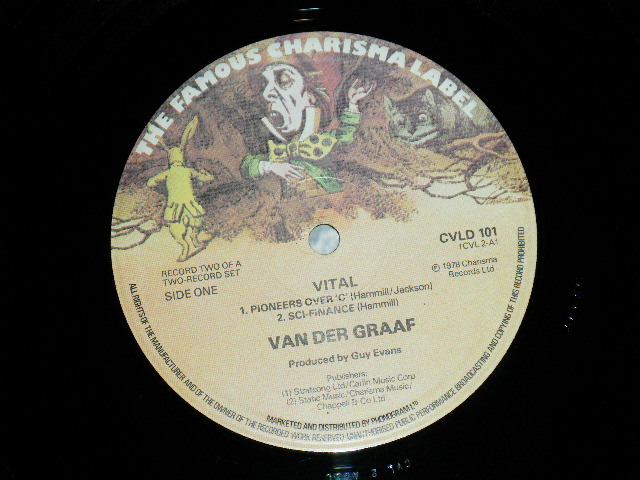 THE FAMOUS CHARISMA LABEL
CVLD 101
(CVL 2-A)
℗ 1978 Charisma
Records Ltd
RECORD TWO OF A
TWO-RECORD SET
SIDE ONE
VITAL
1. PIONEERS OVER 'C' (Hammill/Jackson)
2. SCI-FINANCE (Hammill)
VAN DER GRAAF
Produced by Guy Evans
Publishers:
(1) Stratsong Ltd/Carlin Music Corp
(2) Static Music/Charisma Music/
Chappell & Co Ltd
MARKETED AND DISTRIBUTED BY PHONOGRAM LTD
ALL RIGHTS OF THE MANUFACTURER AND OF THE OWNER OF THE RECORDED WORK RESERVED UNAUTHORISED PUBLIC PERFORMANCE BROADCASTING AND COPYING OF THIS RECORD PROHIBITED